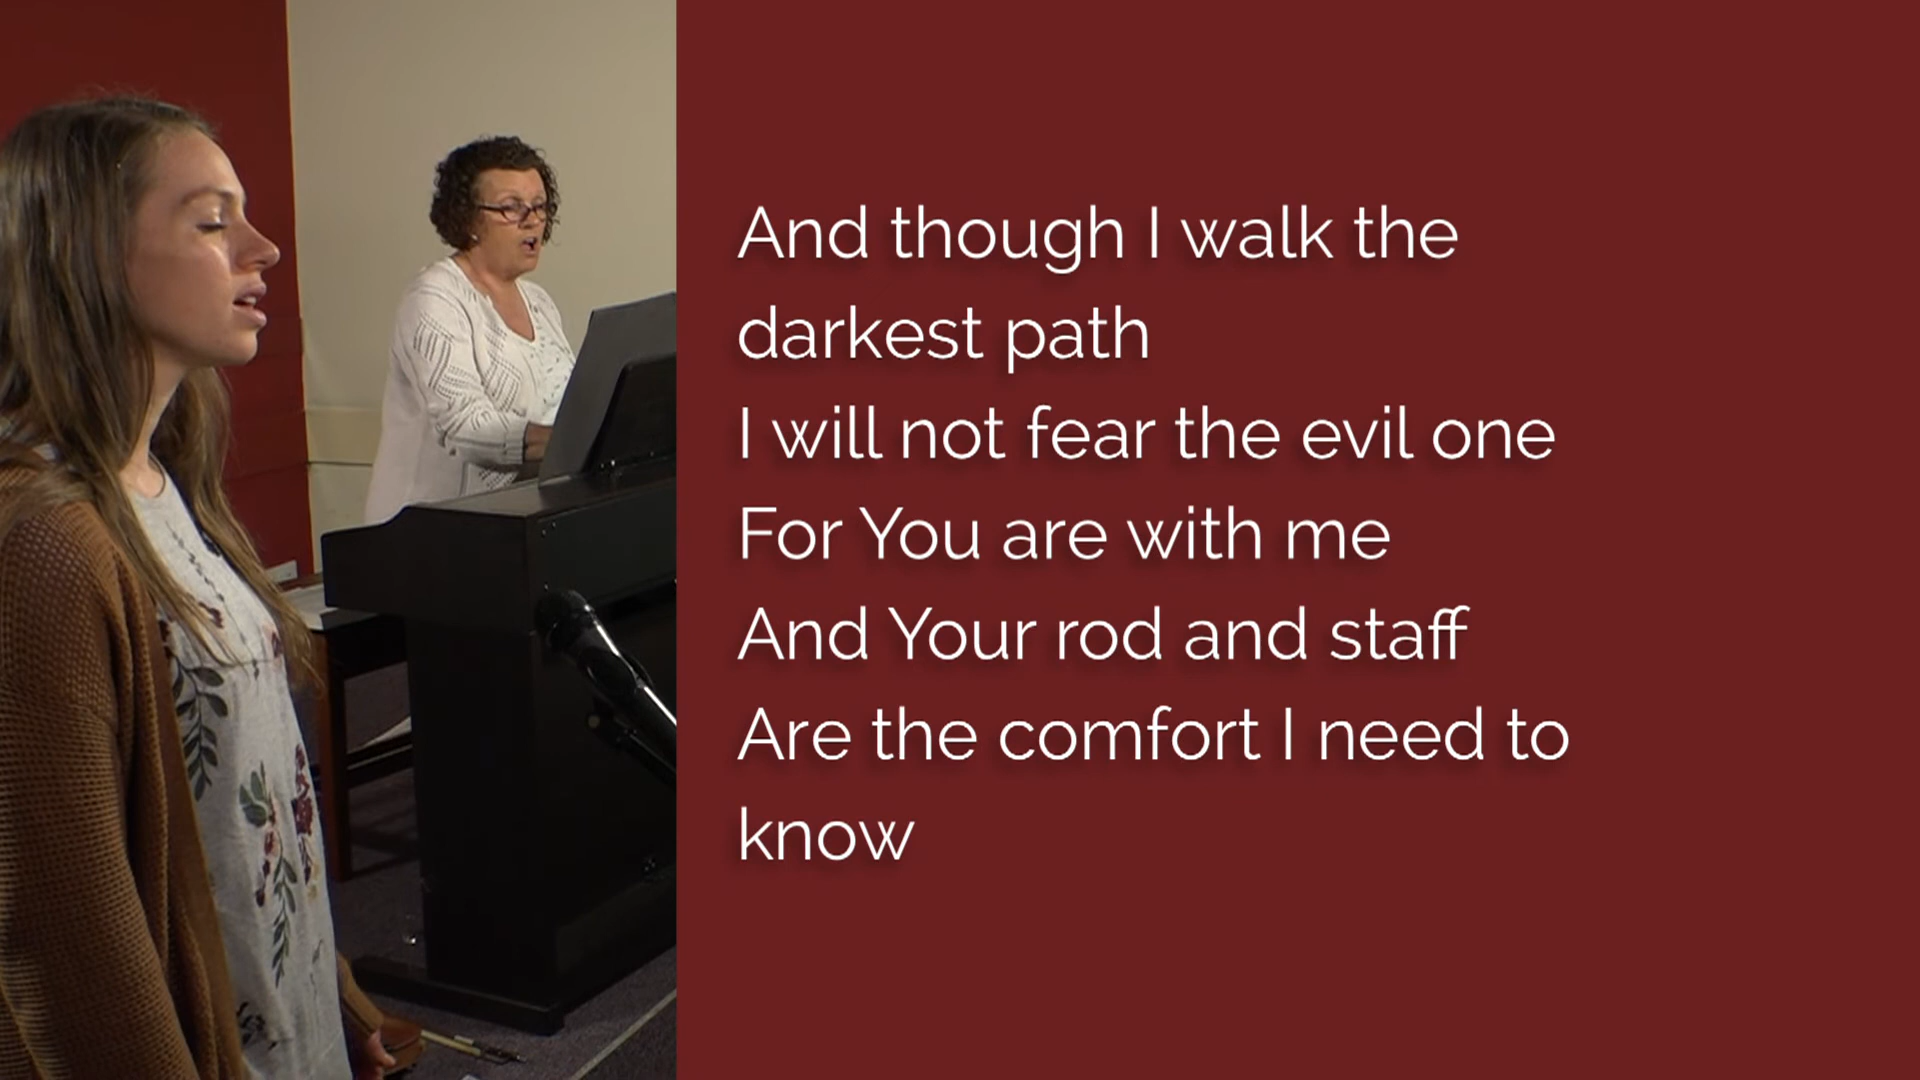 And though I walk the
darkest path
I will not fear the evil one
For You are with me
And Your rod and staff
Are the comfort I need to
know